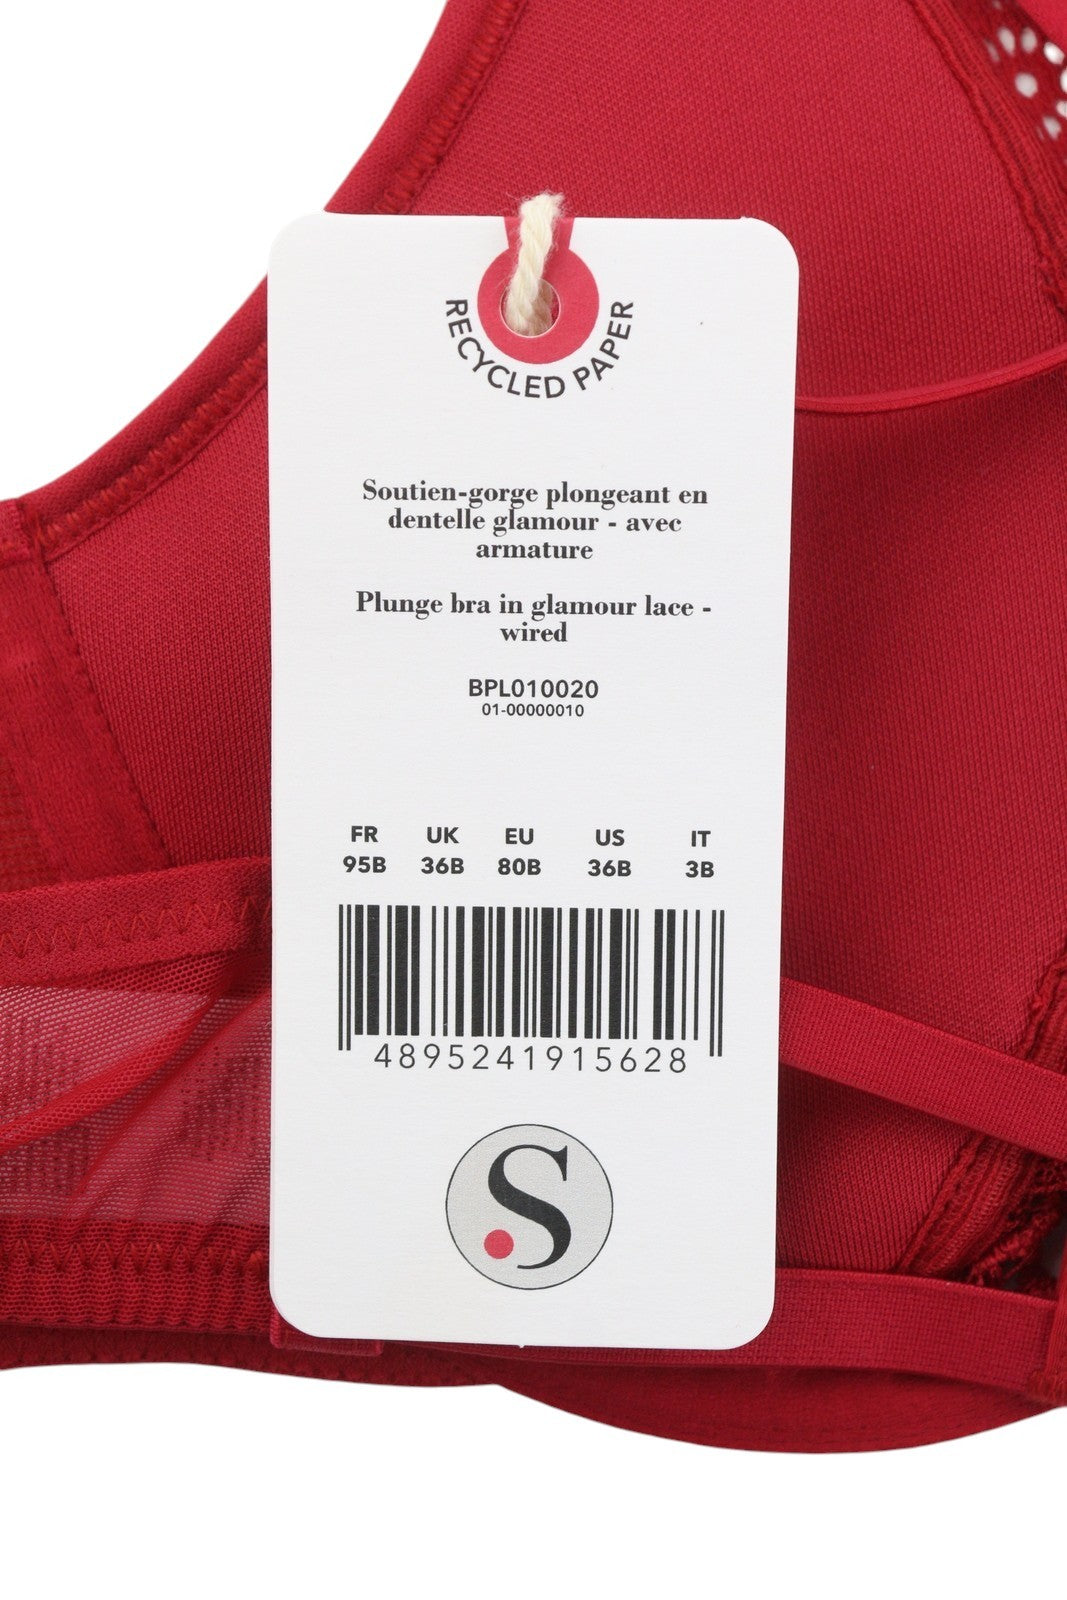 RECYCLED PAPER
Soutien-gorge plongeant en
dentelle glamour - avec
armature
Plunge bra in glamour lace -
wired
BPL010020
01-00000010
FR UK EU US IT
95B 36B 80B 36B 3B
4895241915628
S